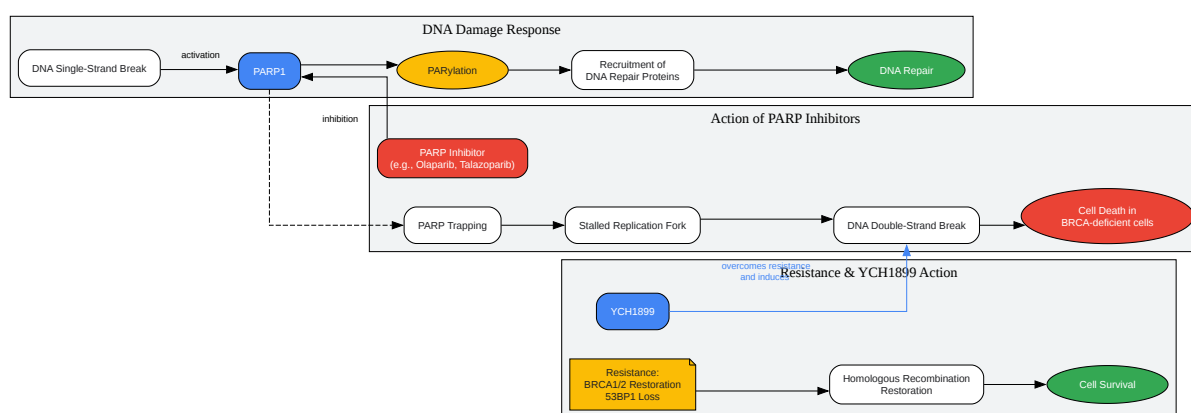 DNA Damage Response
DNA Single-Strand Break
activation
PARP1
PARylation
Recruitment of
DNA Repair Proteins
DNA Repair
inhibition
Action of PARP Inhibitors
PARP Inhibitor
(e.g., Olaparib, Talazoparib)
PARP Trapping
Stalled Replication Fork
DNA Double-Strand Break
Cell Death in
BRCA-deficient cells
overcomes resistance
and induces
Resistance & YCH1899 Action
YCH1899
Resistance:
BRCA1/2 Restoration
53BP1 Loss
Homologous Recombination
Restoration
Cell Survival